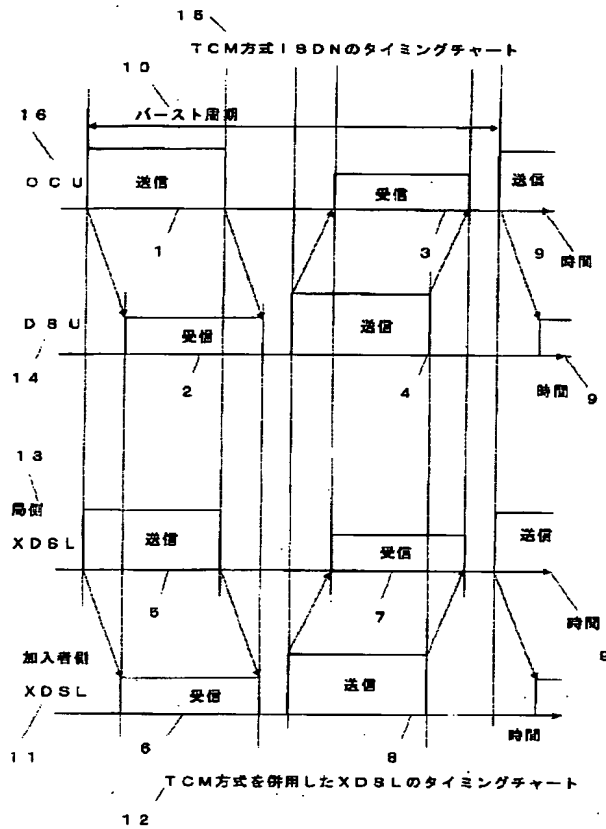 15
TCM方式ISDNのタイミングチャート
10
バースト周期
16
OCU
送信
受信
送信
1
3
9
時間
DSU
受信
送信
14
2
4
時間
9
13
局側
XDSL
送信
受信
送信
5
7
時間
加入者側
XDSL
受信
送信
11
6
8
時間
TCM方式を併用したXDSLのタイミングチャート
12